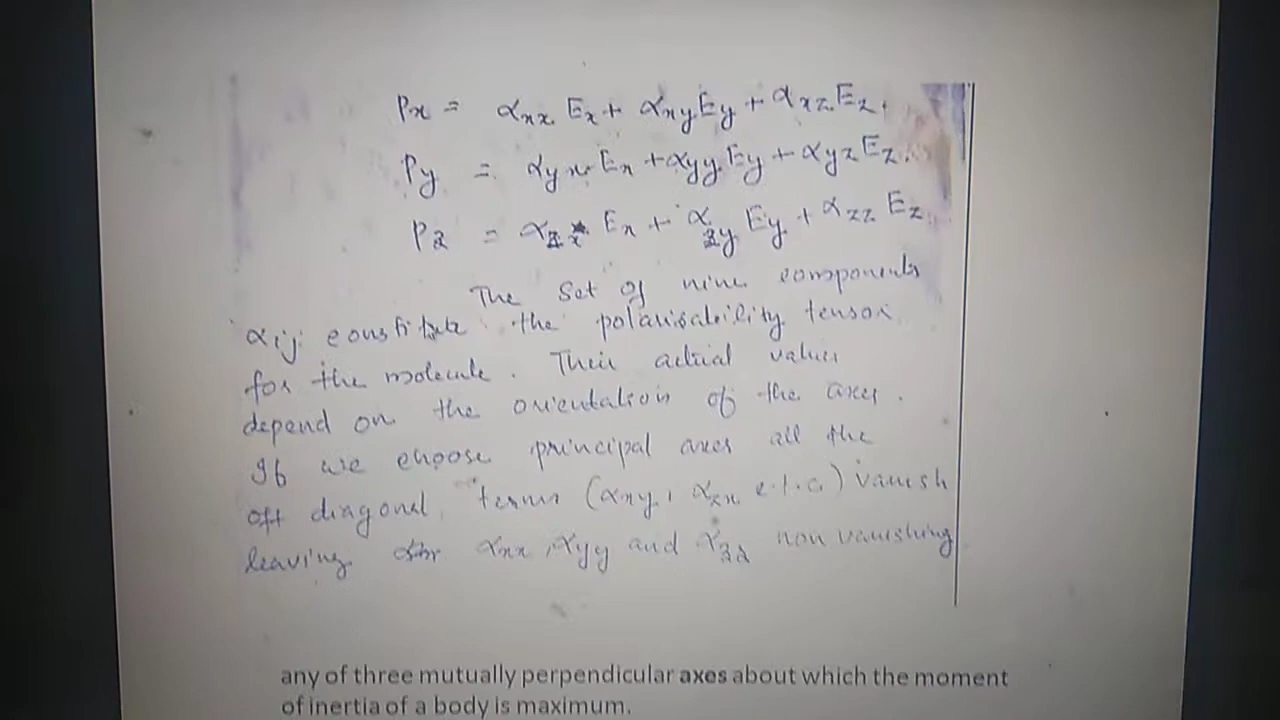 Px = αxx Ex + αxy Ey + αxz Ez.
Py = αyx Ex + αyy Ey + αyz Ez.
Pz = αzx Ex + αzy Ey + αzz Ez.
The set of nine components
αij constitute the polarisability tensor
for the molecule. Their actual values
depend on the orientation of the axes.
If we choose principal axes all the
off diagonal terms (αxy, αzx e.t.c.) vanish
leaving αxx, αyy and αzz non vanishing
any of three mutually perpendicular axes about which the moment
of inertia of a body is maximum.